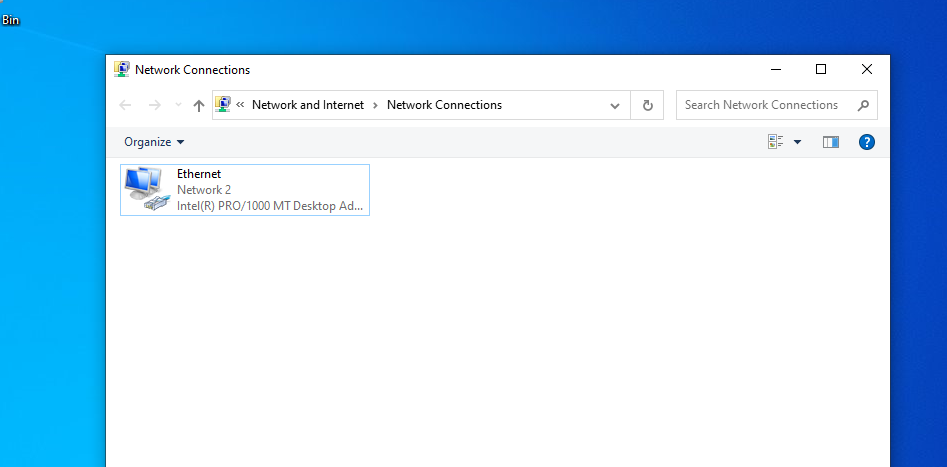 Bin
Network Connections
« Network and Internet > Network Connections
Search Network Connections
Organize
?
Ethernet
Network 2
Intel(R) PRO/1000 MT Desktop Ad...